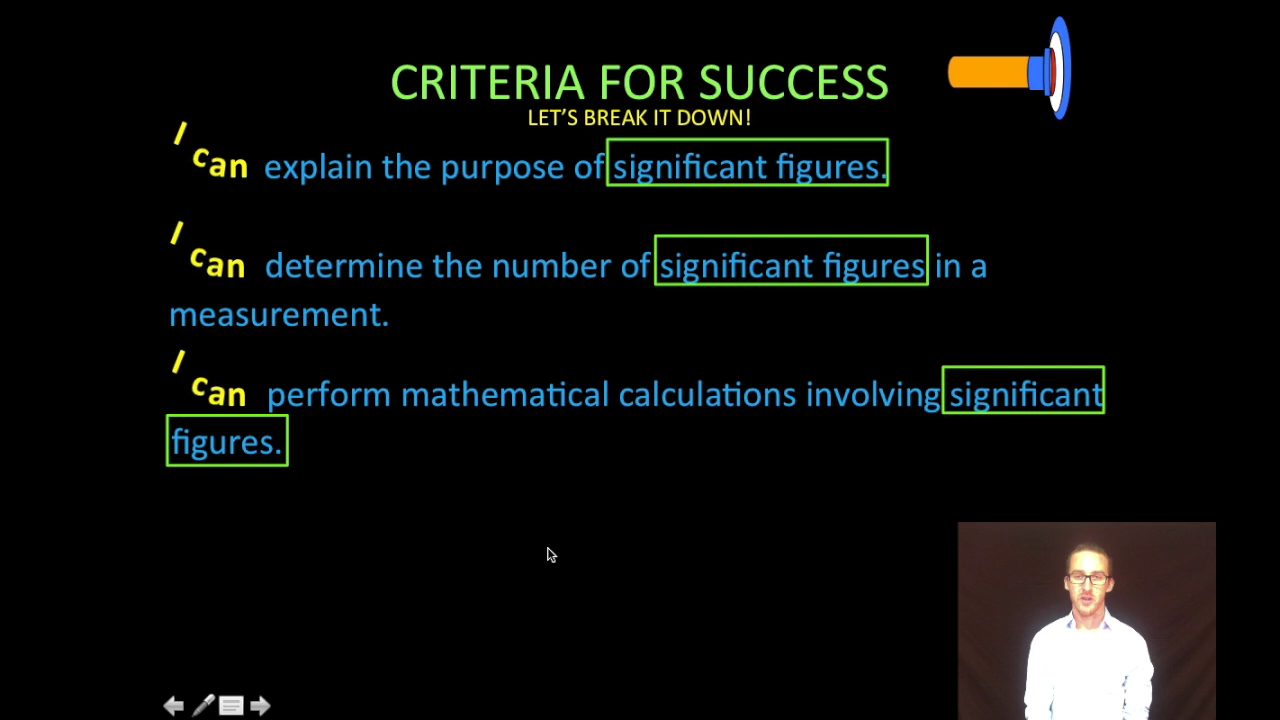 CRITERIA FOR SUCCESS
LET'S BREAK IT DOWN!
I can explain the purpose of significant figures.
I can determine the number of significant figures in a
measurement.
I can perform mathematical calculations involving significant
figures.